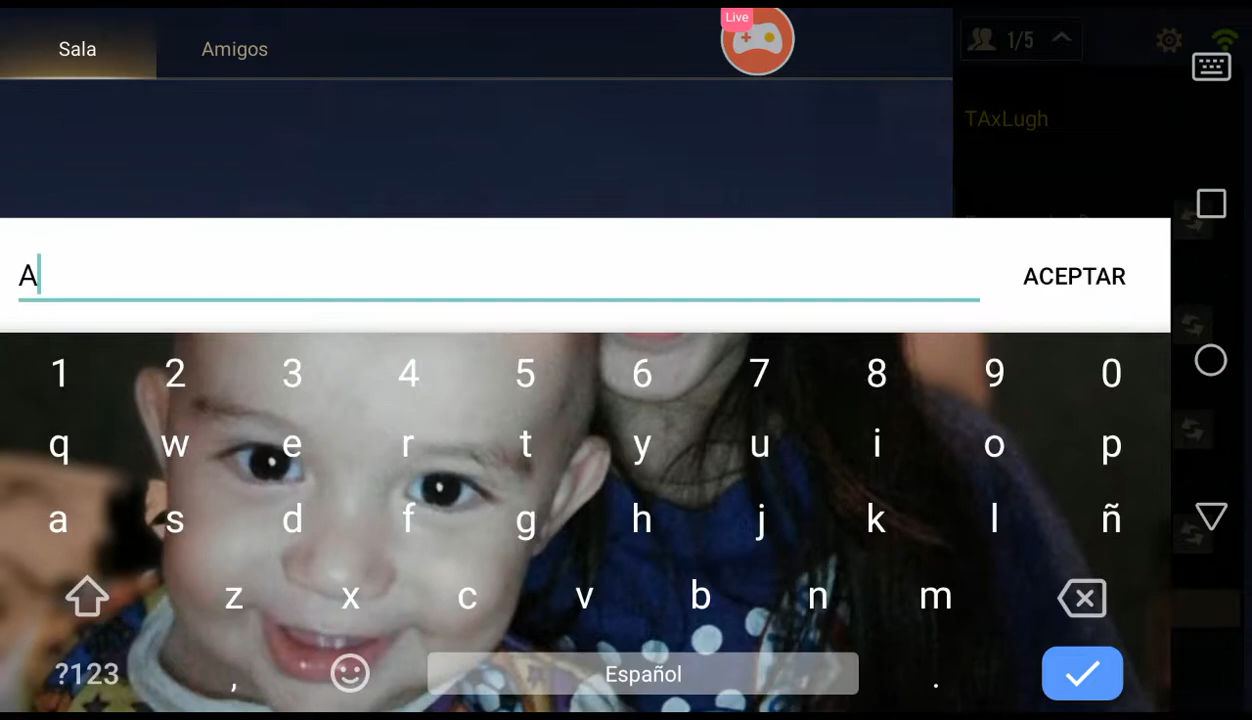 Sala
Amigos
Live
1/5
TAxLugh
A
ACEPTAR
1 2 3 4 5 6 7 8 9 0
q w e r t y u i o p
a s d f g h j k l ñ
z x c v b n m
?123 , Español .